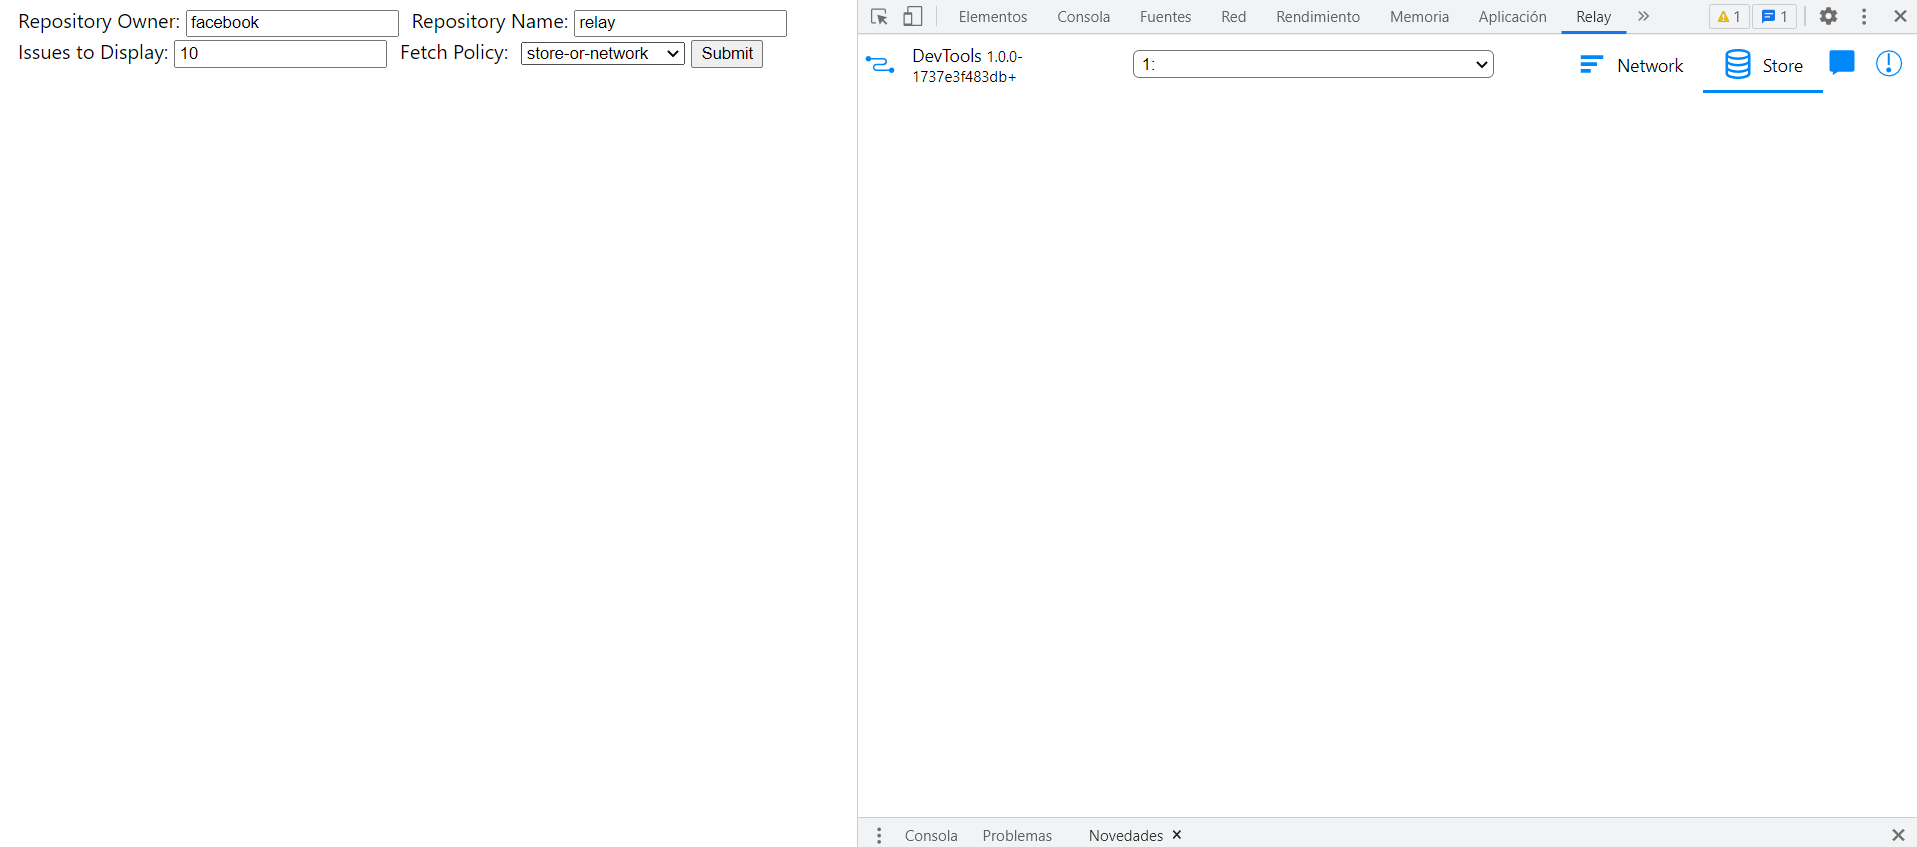 Repository Owner: facebook Repository Name: relay
Issues to Display: 10 Fetch Policy: store-or-network Submit
Elementos Consola Fuentes Red Rendimiento Memoria Aplicación Relay 1 1
DevTools 1.0.0-
1737e3f483db+
1:
Network Store
Consola Problemas Novedades